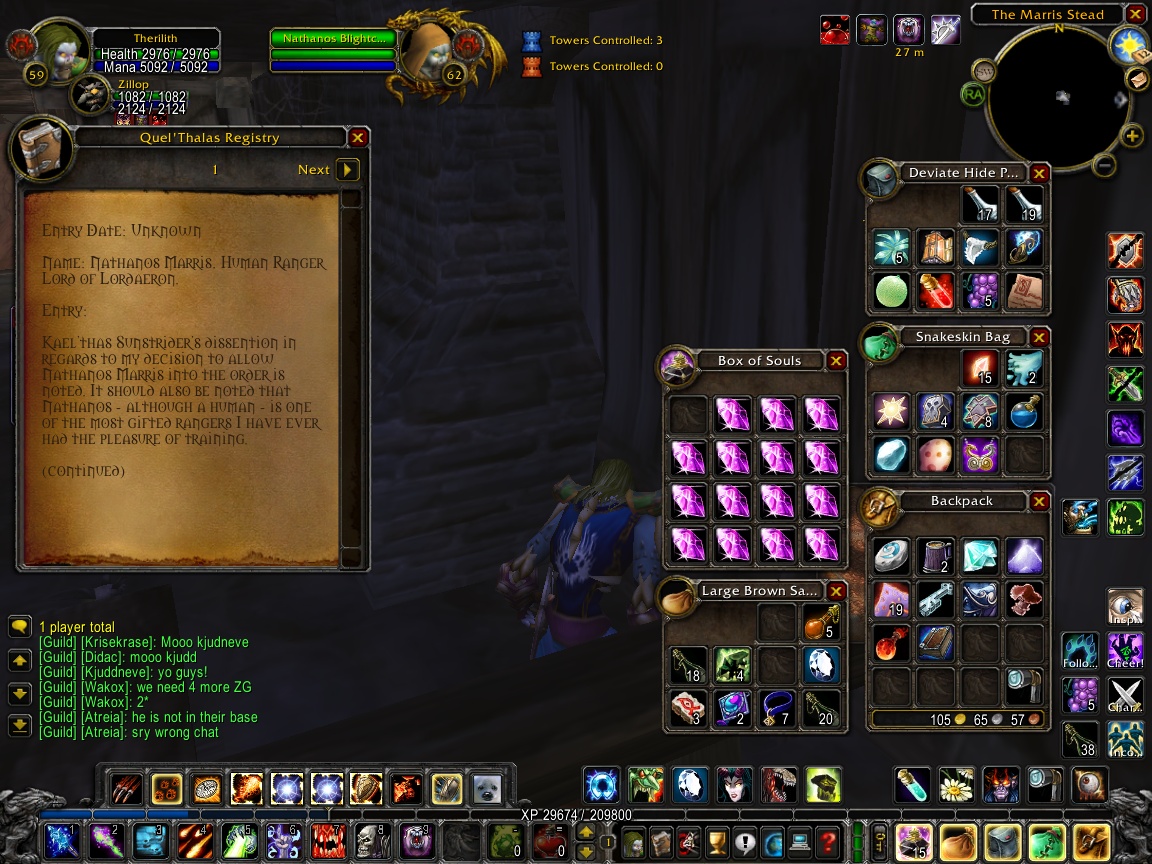 Therilith
Health 2976 / 2976
Mana 5092 / 5092
59
Zillop
1082 / 1082
2124 / 2124
Nathanos Blightc...
62
Towers Controlled: 3
Towers Controlled: 0
27 m
The Marris Stead
N
SW
RA
Quel'Thalas Registry
1
Next
Entry Date: Unknown
Name: Nathanos Marris, Human Ranger
Lord of Lordaeron.
Entry:
Kael'thas Sunstrider's dissention in
regards to my decision to allow
Nathanos Marris into the order is
noted. It should also be noted that
Nathanos - although a human - is one
of the most gifted rangers I have ever
had the pleasure of training.
(continued)
Deviate Hide P...
17
19
5
5
Snakeskin Bag
15
2
4
8
Box of Souls
Backpack
2
19
105
65
57
Large Brown Sa...
5
18
4
3
2
7
20
1 player total
[Guild] [Krisekrase]: Mooo kjudneve
[Guild] [Didac]: mooo kjudd
[Guild] [Kjuddneve]: yo guys!
[Guild] [Wakox]: we need 4 more ZG
[Guild] [Wakox]: 2*
[Guild] [Atreia]: he is not in their base
[Guild] [Atreia]: sry wrong chat
Inspe
Follo...
Cheer!
5
Char...
38
XP 29674 / 209800
1
2
3
4
5
6
7
8
9
0
0
1
15